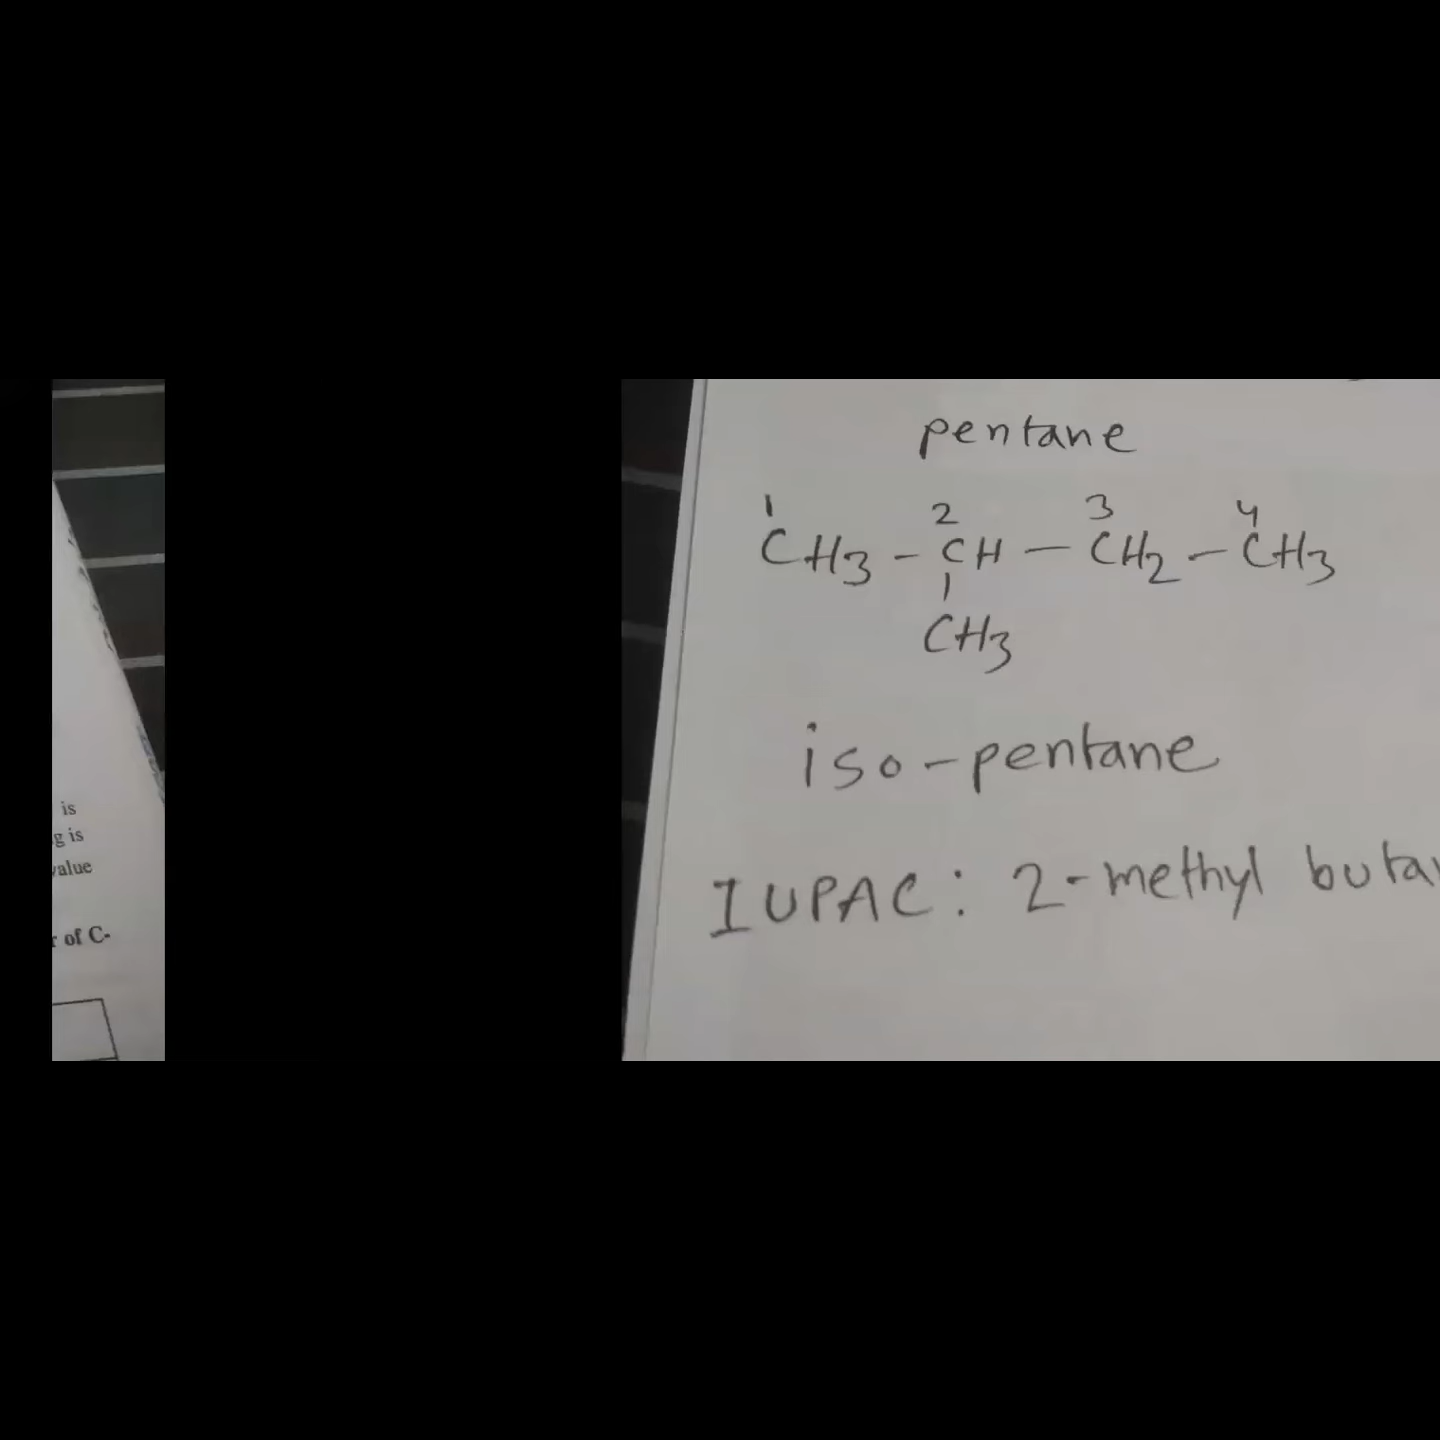 is
g is
value
of C-
pentane
1 2 3 4
CH3 - CH - CH2 - CH3
CH3
iso-pentane
IUPAC: 2-methyl buta